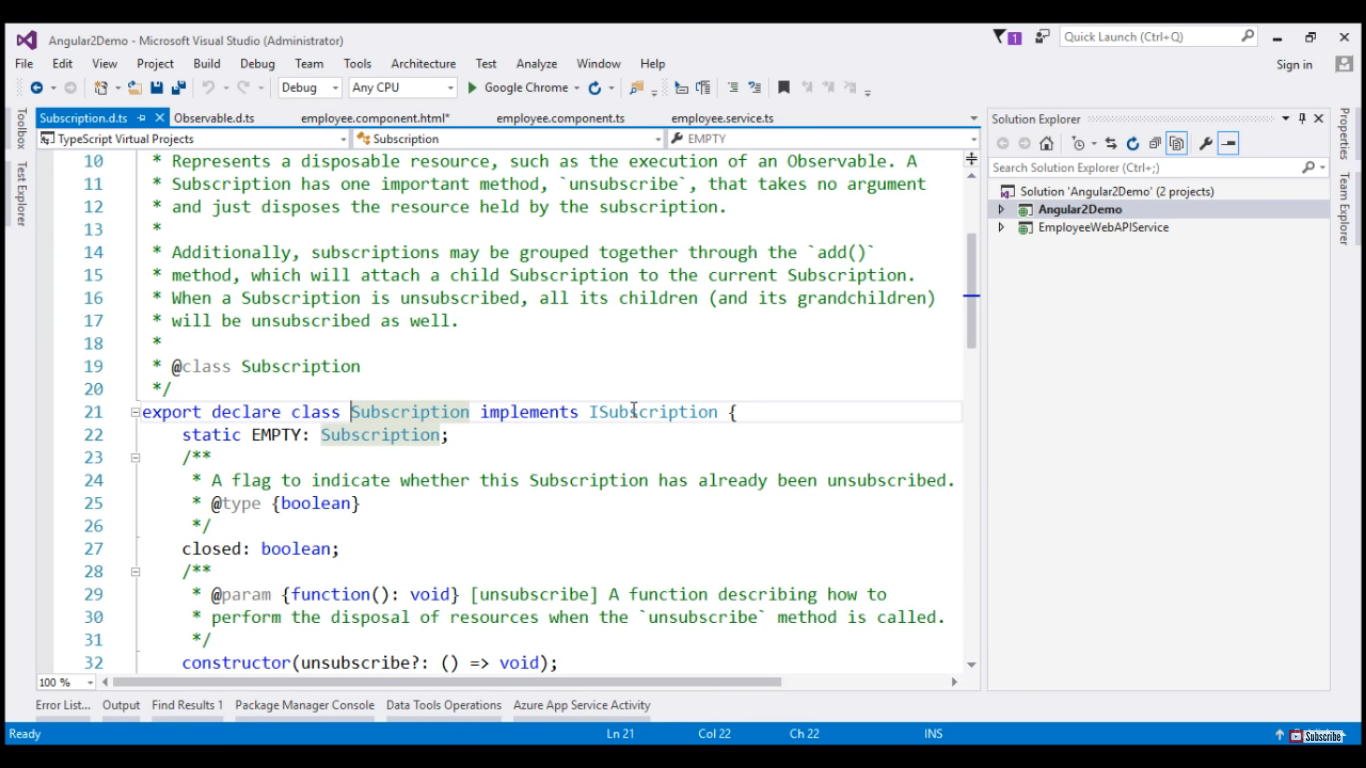 Angular2Demo - Microsoft Visual Studio (Administrator)
1
Quick Launch (Ctrl+Q)
File Edit View Project Build Debug Team Tools Architecture Test Analyze Window Help
Sign in
Debug Any CPU Google Chrome
Toolbox
Test Explorer
Subscription.d.ts Observable.d.ts employee.component.html* employee.component.ts employee.service.ts
TypeScript Virtual Projects Subscription EMPTY
10 * Represents a disposable resource, such as the execution of an Observable. A
11 * Subscription has one important method, `unsubscribe`, that takes no argument
12 * and just disposes the resource held by the subscription.
13 *
14 * Additionally, subscriptions may be grouped together through the `add()`
15 * method, which will attach a child Subscription to the current Subscription.
16 * When a Subscription is unsubscribed, all its children (and its grandchildren)
17 * will be unsubscribed as well.
18 *
19 * @class Subscription
20 */
21 export declare class Subscription implements ISubscription {
22 static EMPTY: Subscription;
23 /**
24 * A flag to indicate whether this Subscription has already been unsubscribed.
25 * @type {boolean}
26 */
27 closed: boolean;
28 /**
29 * @param {function(): void} [unsubscribe] A function describing how to
30 * perform the disposal of resources when the `unsubscribe` method is called.
31 */
32 constructor(unsubscribe?: () => void);
100 %
Solution Explorer
Search Solution Explorer (Ctrl+;)
Solution 'Angular2Demo' (2 projects)
Angular2Demo
EmployeeWebAPIService
Properties
Team Explorer
Error List... Output Find Results 1 Package Manager Console Data Tools Operations Azure App Service Activity
Ready Ln 21 Col 22 Ch 22 INS
Subscribe